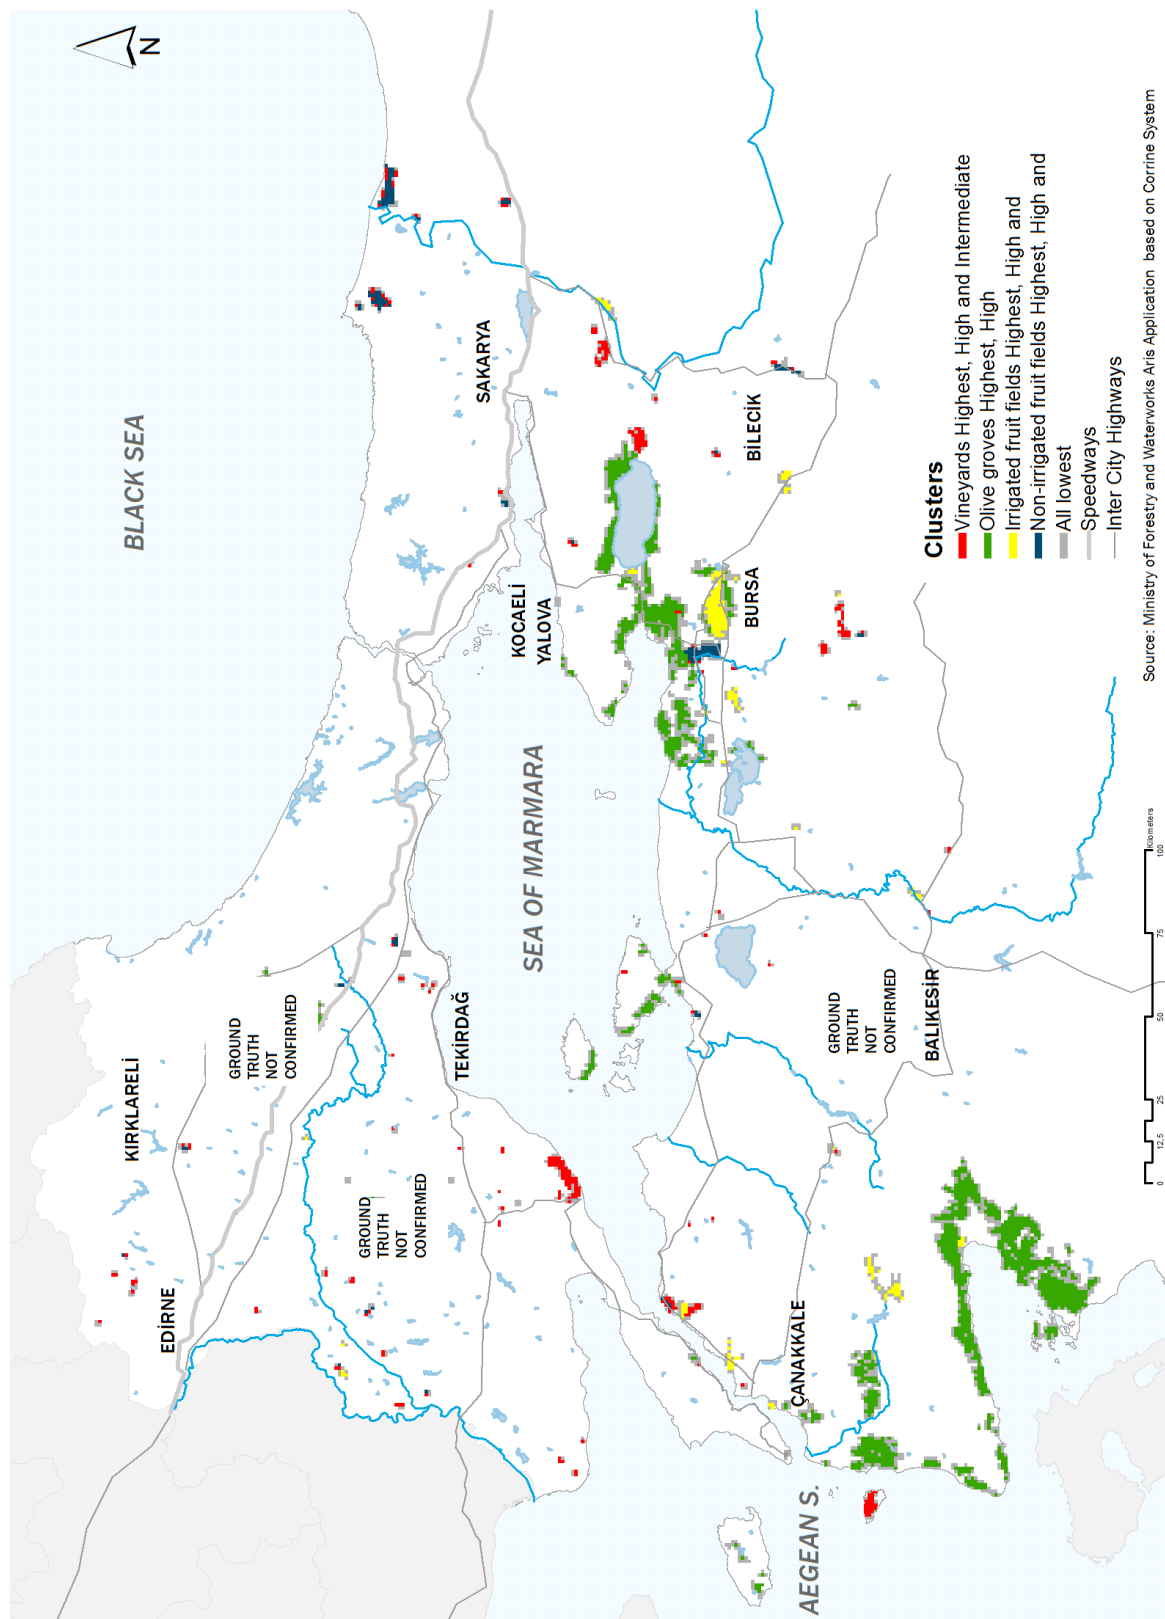 N
BLACK SEA
KIRKLARELİ
EDİRNE
GROUND
TRUTH
NOT
CONFIRMED
GROUND
TRUTH
NOT
CONFIRMED
TEKİRDAĞ
SAKARYA
KOCAELİ
YALOVA
SEA OF MARMARA
BİLECİK
BURSA
ÇANAKKALE
GROUND
TRUTH
NOT
CONFIRMED
BALIKESİR
AEGEAN S.
Clusters
Vineyards Highest, High and Intermediate
Olive groves Highest, High
Irrigated fruit fields Highest, High and
Non-irrigated fruit fields Highest, High and
All lowest
Speedways
Inter City Highways
0 12,5 25 50 75 100
Kilometers
Source: Ministry of Forestry and Waterworks Aris Application based on Corrine System